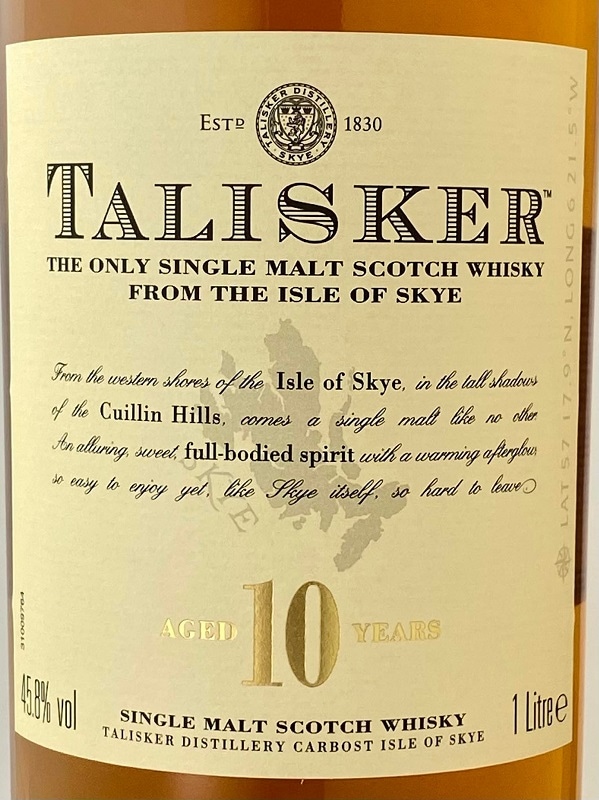 ESTD 1830
TALISKER DISTILLERY
SKYE
TALISKER™
THE ONLY SINGLE MALT SCOTCH WHISKY
FROM THE ISLE OF SKYE
From the western shores of the Isle of Skye, in the tall shadows
of the Cuillin Hills, comes a single malt like no other.
An alluring, sweet, full-bodied spirit with a warming afterglow,
so easy to enjoy yet, like Skye itself, so hard to leave
SKYE
LAT 57 17.9°N, LONG 6 21.5°W
AGED 10 YEARS
31009764
45.8% vol
1 Litre ℮
SINGLE MALT SCOTCH WHISKY
TALISKER DISTILLERY CARBOST ISLE OF SKYE